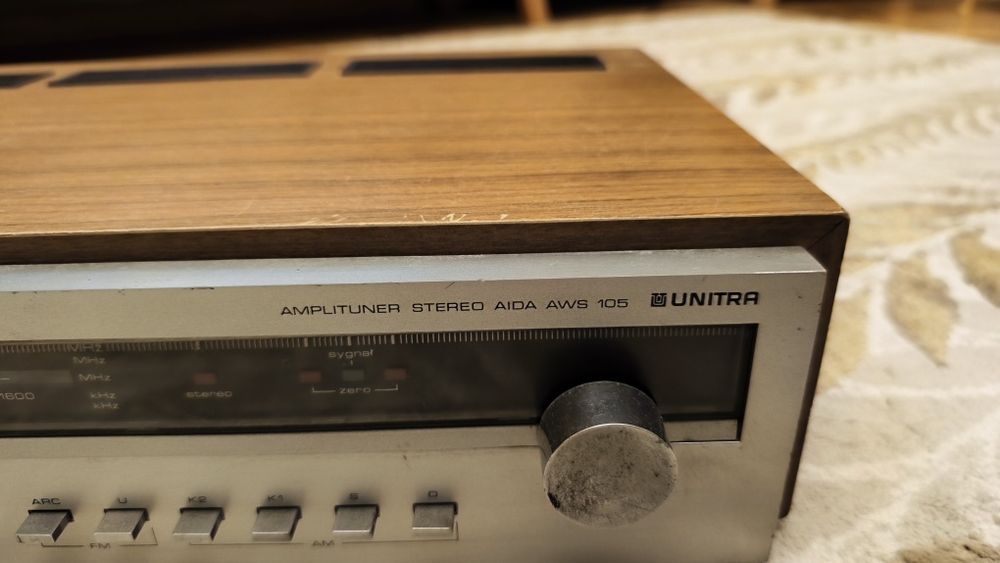 AMPLITUNER STEREO AIDA AWS 105 UNITRA
MHz
MHz
sygnał
MHz
1600 kHz
stereo zero
kHz
ARC U K2 K1 S D
FM AM